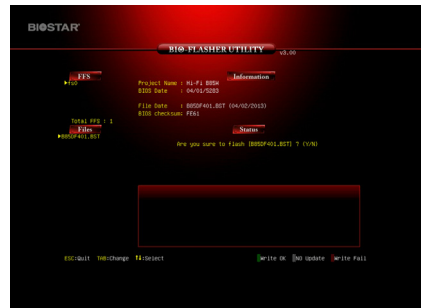 BIOSTAR
BIO-FLASHER UTILITY v3.00
FFS
fs0
Information
Project Name : Hi-Fi B85W
BIOS Date : 04/01/5203
File Date : B85DF401.BST (04/02/2013)
BIOS checksum: FE61
Total FFS : 1
Files
B85DF401.BST
Status
Are you sure to flash [B85DF401.BST] ? (Y/N)
ESC:Quit TAB:Change ↑↓:Select
Write OK NO Update Write Fail